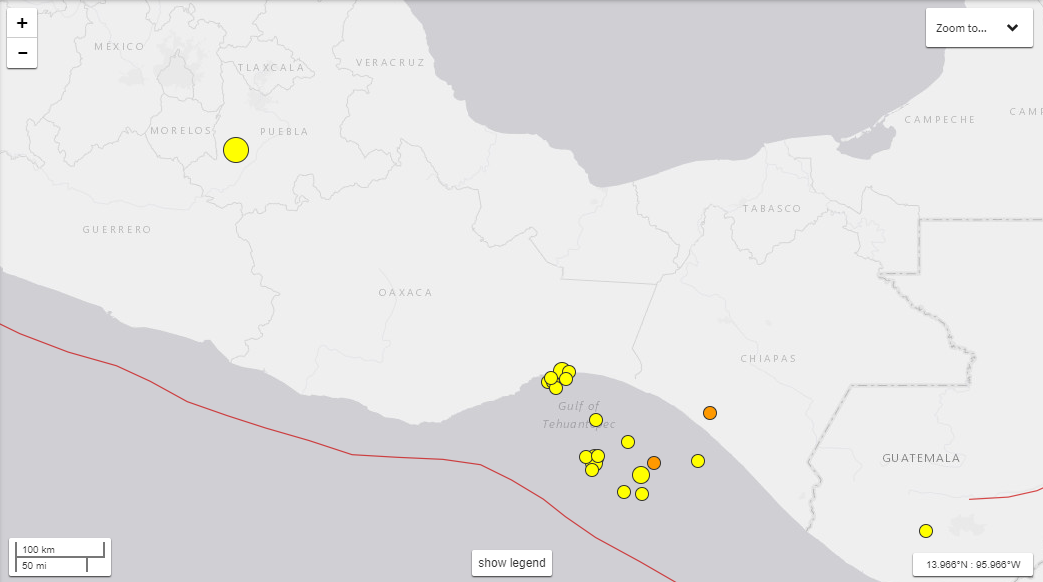 +
Zoom to...
−
MÉXICO
TLAXCALA
VERACRUZ
CAMPECHE
CAMP
MORELOS
PUEBLA
TABASCO
GUERRERO
OAXACA
CHIAPAS
Gulf of
Tehuantepec
GUATEMALA
100 km
50 mi
show legend
13.966°N : 95.966°W